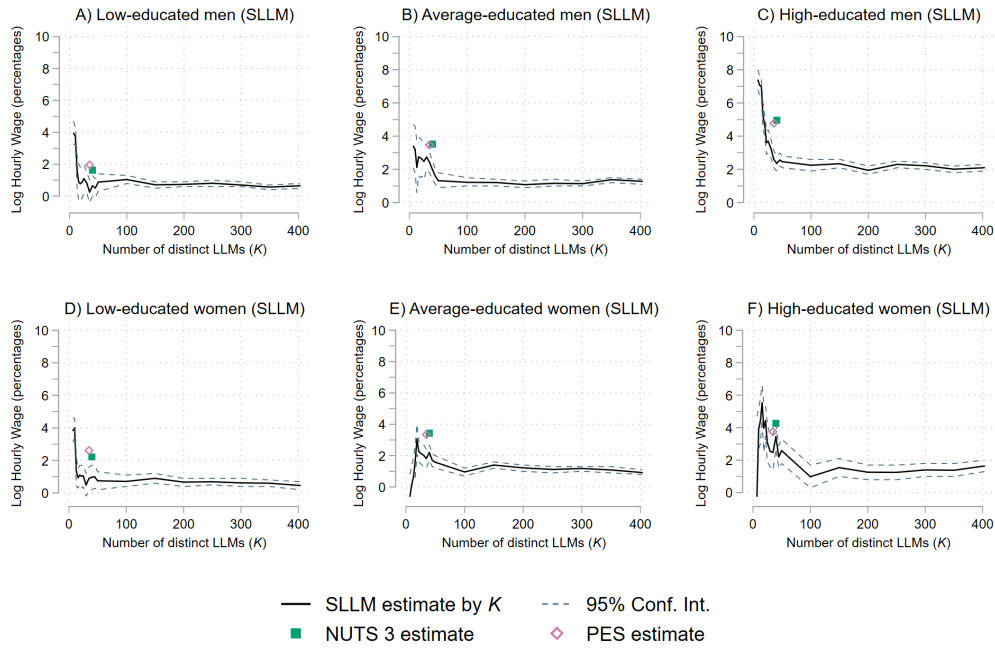 A) Low-educated men (SLLM)
Log Hourly Wage (percentages)
10
8
6
4
2
0
0 100 200 300 400
Number of distinct LLMs (K)
B) Average-educated men (SLLM)
Log Hourly Wage (percentages)
10
8
6
4
2
0
0 100 200 300 400
Number of distinct LLMs (K)
C) High-educated men (SLLM)
Log Hourly Wage (percentages)
10
8
6
4
2
0
0 100 200 300 400
Number of distinct LLMs (K)
D) Low-educated women (SLLM)
Log Hourly Wage (percentages)
10
8
6
4
2
0
0 100 200 300 400
Number of distinct LLMs (K)
E) Average-educated women (SLLM)
Log Hourly Wage (percentages)
10
8
6
4
2
0
0 100 200 300 400
Number of distinct LLMs (K)
F) High-educated women (SLLM)
Log Hourly Wage (percentages)
10
8
6
4
2
0
0 100 200 300 400
Number of distinct LLMs (K)
SLLM estimate by K
95% Conf. Int.
NUTS 3 estimate
PES estimate